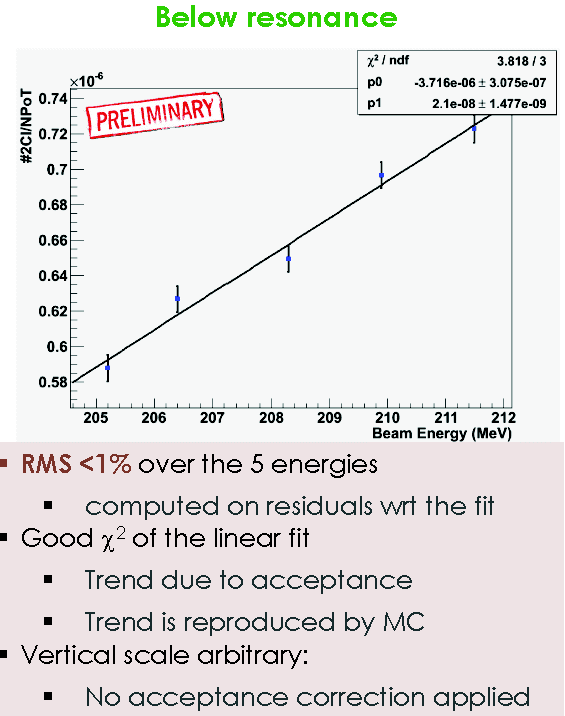 Below resonance
×10⁻⁶
χ² / ndf 3.818 / 3
p0 -3.716e-06 ± 3.075e-07
p1 2.1e-08 ± 1.477e-09
PRELIMINARY
#2Cl/NPoT
0.74
0.72
0.7
0.68
0.66
0.64
0.62
0.6
0.58
205 206 207 208 209 210 211 212
Beam Energy (MeV)
▪ RMS <1% over the 5 energies
▪ computed on residuals wrt the fit
▪ Good χ² of the linear fit
▪ Trend due to acceptance
▪ Trend is reproduced by MC
▪ Vertical scale arbitrary:
▪ No acceptance correction applied